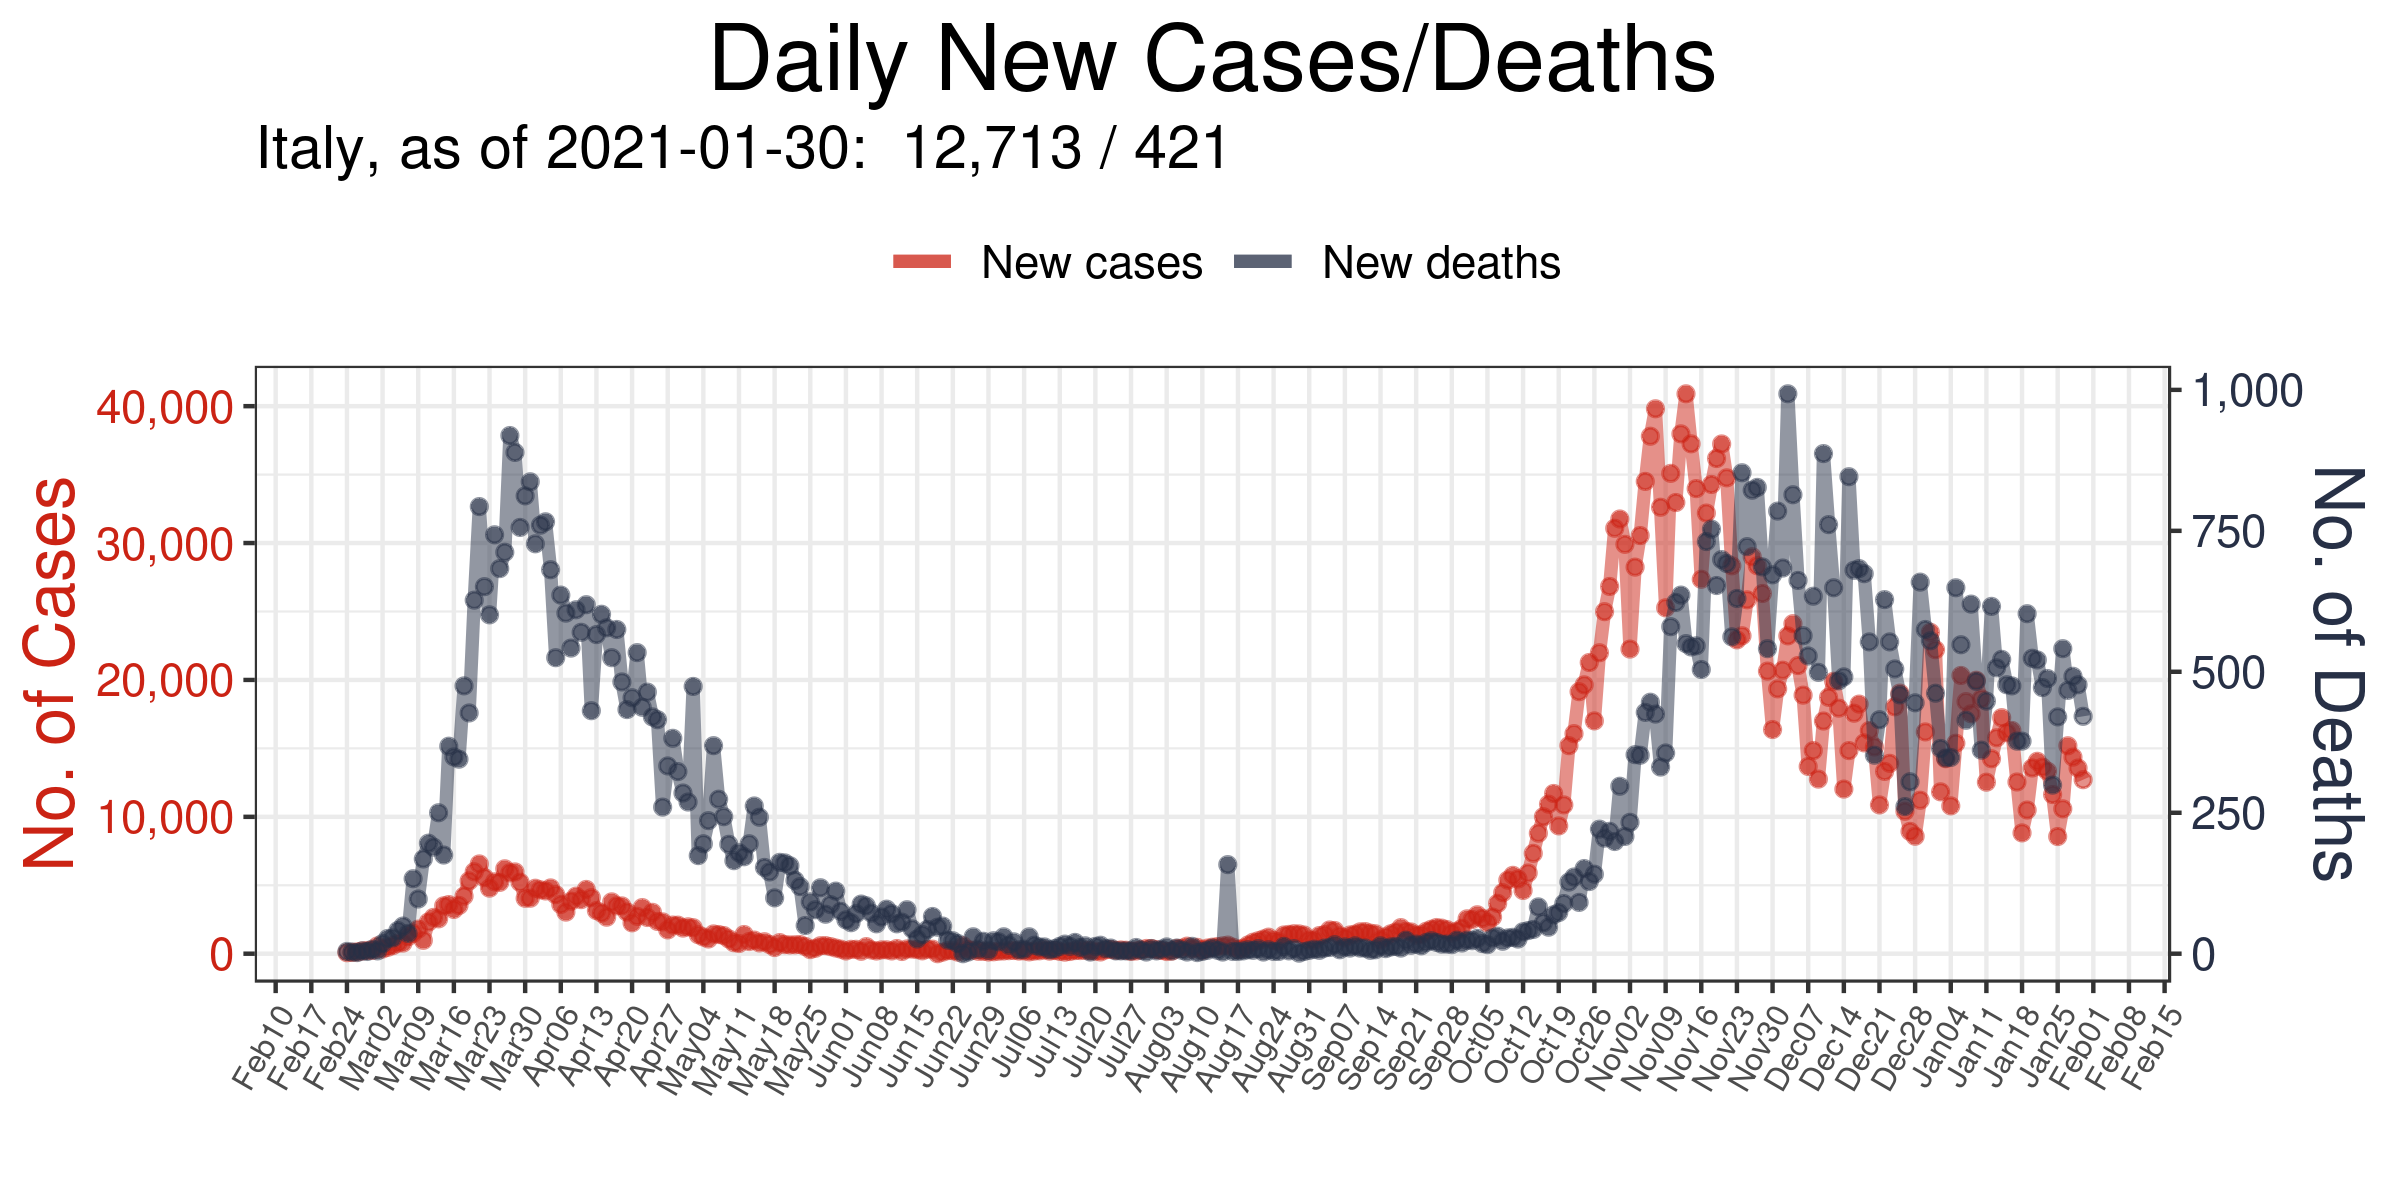 Daily New Cases/Deaths
Italy, as of 2021-01-30: 12,713 / 421
New cases
New deaths
No. of Cases
40,000
30,000
20,000
10,000
0
1,000
750
500
250
0
No. of Deaths
Feb10
Feb17
Feb24
Mar02
Mar09
Mar16
Mar23
Mar30
Apr06
Apr13
Apr20
Apr27
May04
May11
May18
May25
Jun01
Jun08
Jun15
Jun22
Jun29
Jul06
Jul13
Jul20
Jul27
Aug03
Aug10
Aug17
Aug24
Aug31
Sep07
Sep14
Sep21
Sep28
Oct05
Oct12
Oct19
Oct26
Nov02
Nov09
Nov16
Nov23
Nov30
Dec07
Dec14
Dec21
Dec28
Jan04
Jan11
Jan18
Jan25
Feb01
Feb08
Feb15